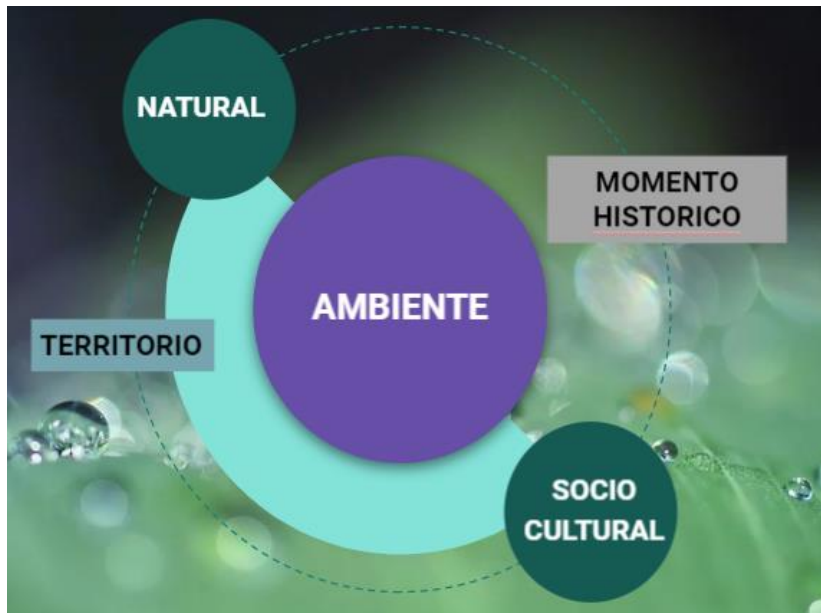 NATURAL
MOMENTO
HISTORICO
AMBIENTE
TERRITORIO
SOCIO
CULTURAL